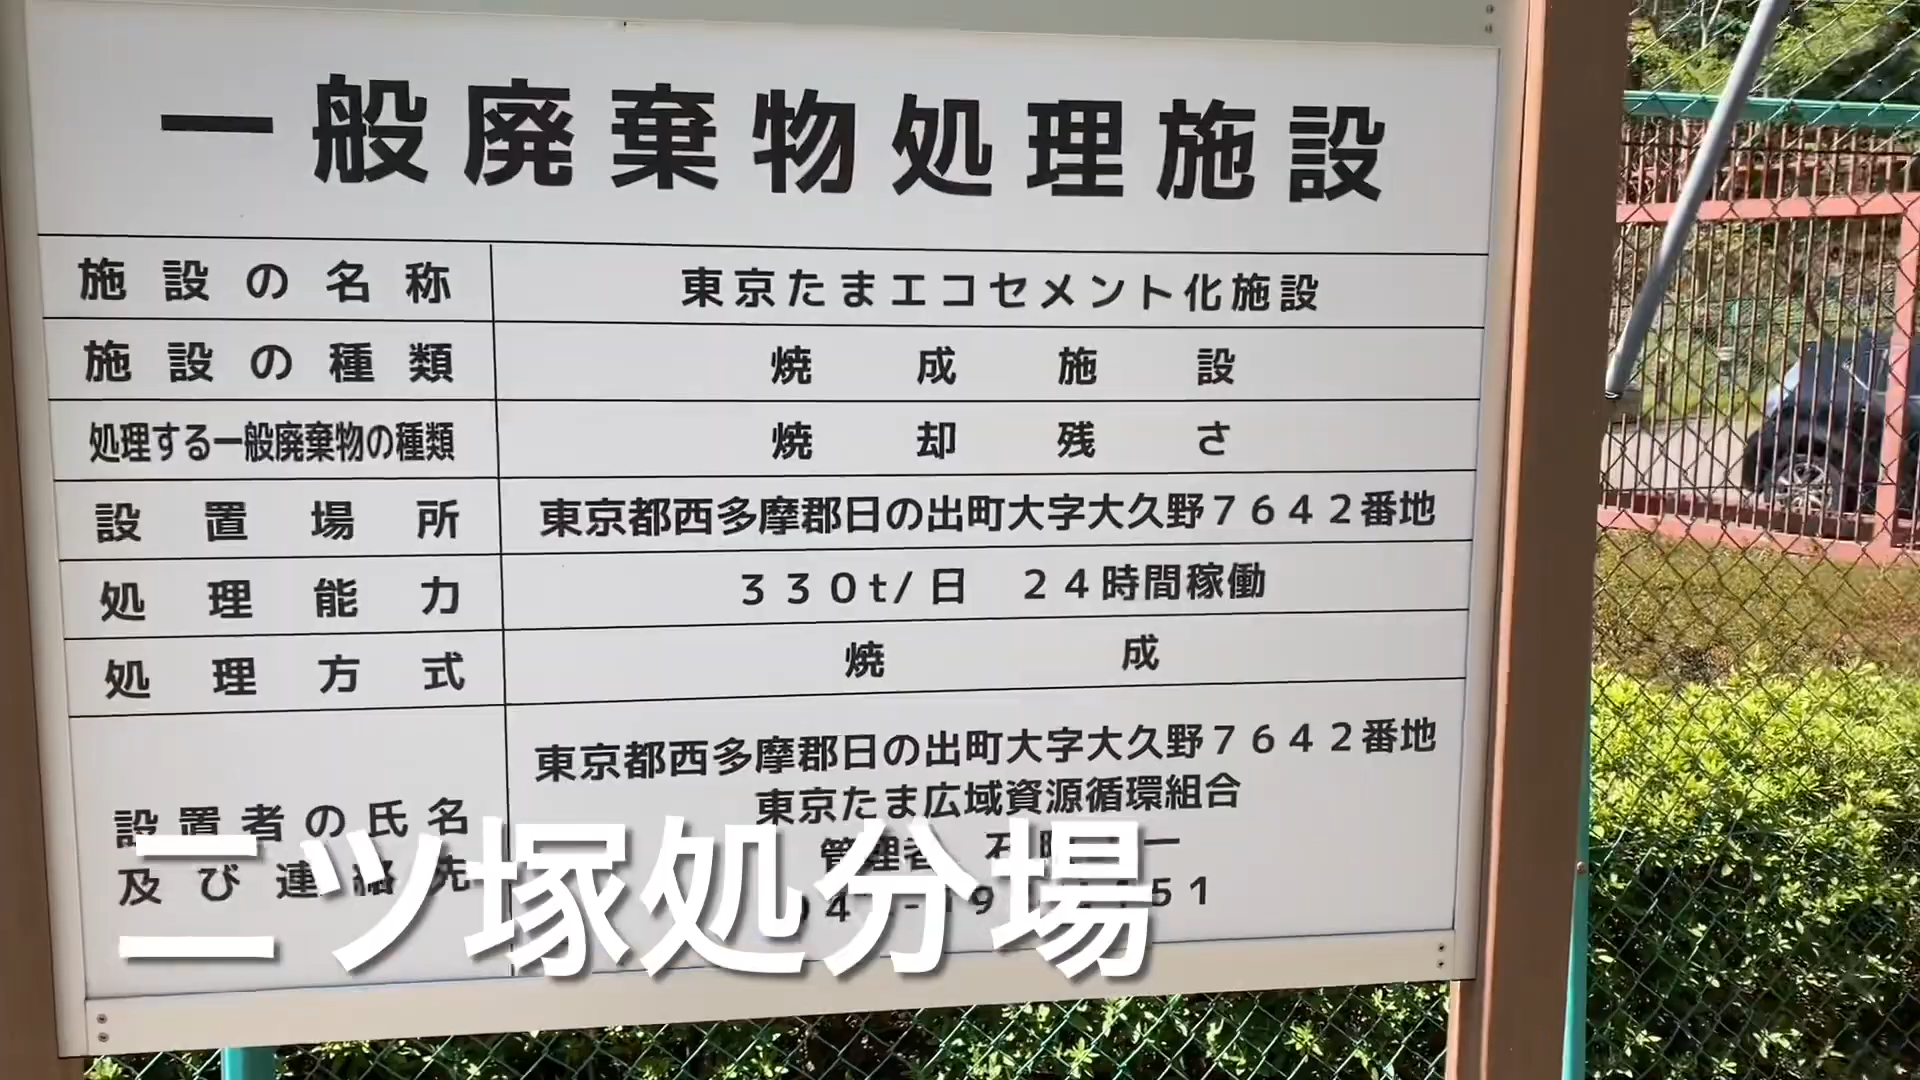 一般廃棄物処理施設
施設の名称 東京たまエコセメント化施設
施設の種類 焼成施設
処理する一般廃棄物の種類 焼却残さ
設置場所 東京都西多摩郡日の出町大字大久野7642番地
処理能力 330t/日 24時間稼働
処理方式 焼成
設置者の氏名及び連絡先
東京都西多摩郡日の出町大字大久野7642番地
東京たま広域資源循環組合
管理者
二ツ塚処分場